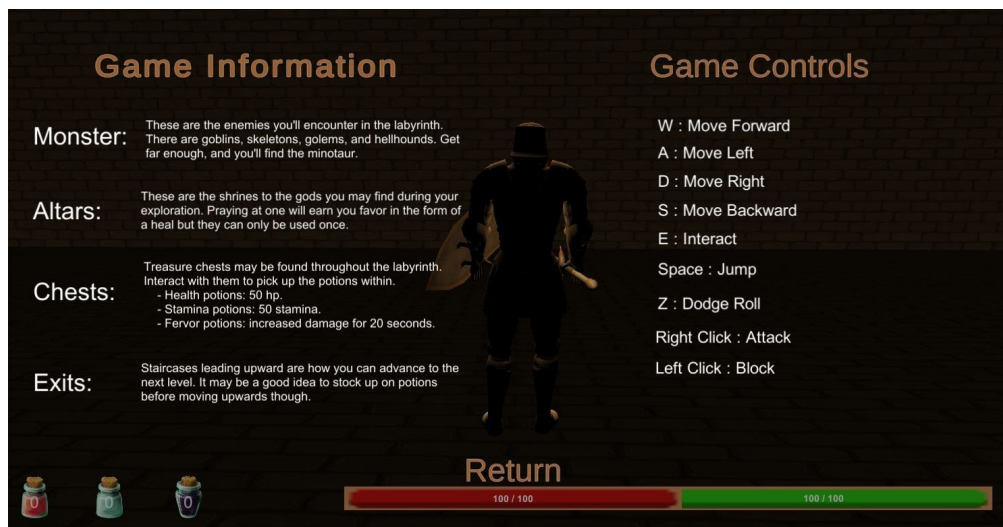 Game Information
Monster:
These are the enemies you'll encounter in the labyrinth.
There are goblins, skeletons, golems, and hellhounds. Get
far enough, and you'll find the minotaur.
Altars:
These are the shrines to the gods you may find during your
exploration. Praying at one will earn you favor in the form of
a heal but they can only be used once.
Chests:
Treasure chests may be found throughout the labyrinth.
Interact with them to pick up the potions within.
- Health potions: 50 hp.
- Stamina potions: 50 stamina.
- Fervor potions: increased damage for 20 seconds.
Exits:
Staircases leading upward are how you can advance to the
next level. It may be a good idea to stock up on potions
before moving upwards though.
Game Controls
W : Move Forward
A : Move Left
D : Move Right
S : Move Backward
E : Interact
Space : Jump
Z : Dodge Roll
Right Click : Attack
Left Click : Block
Return
0
0
0
100 / 100
100 / 100